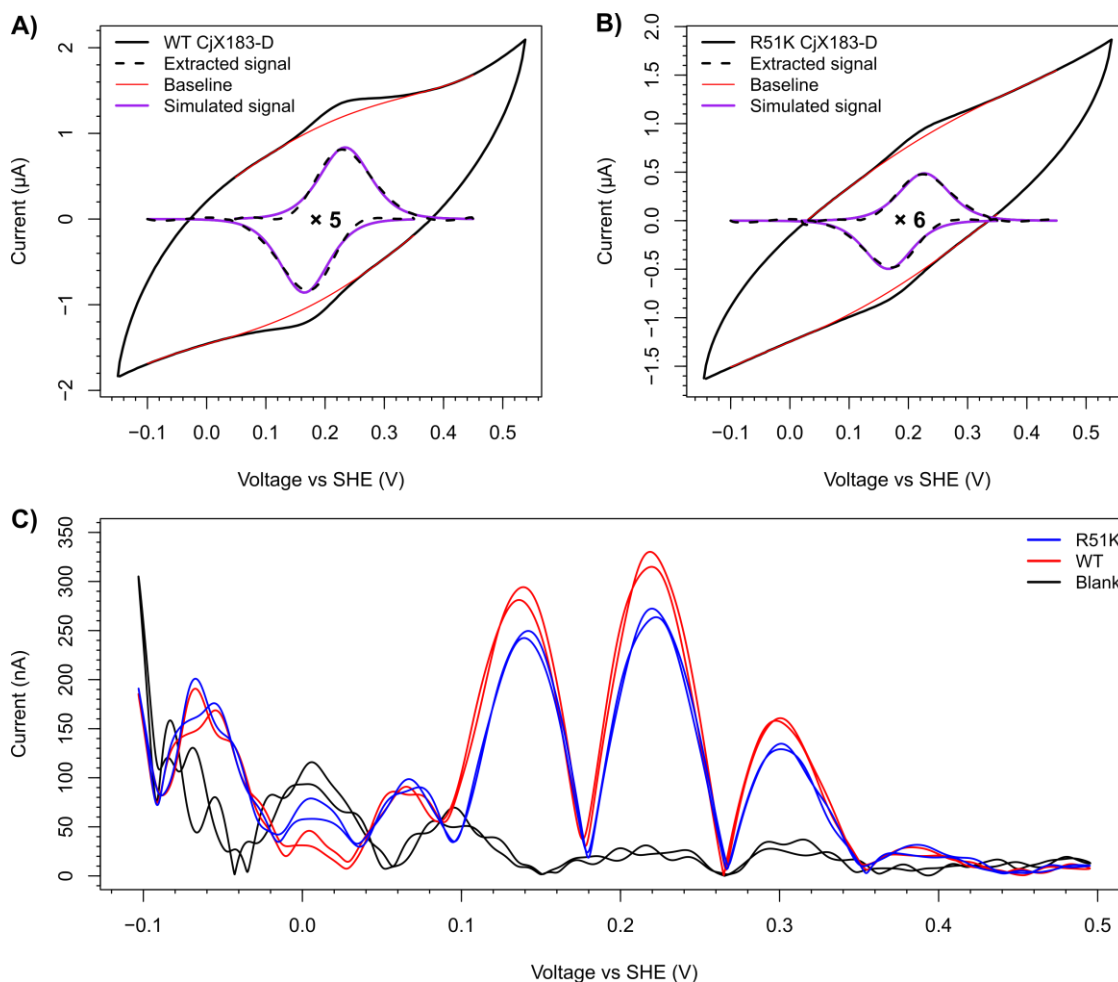 A)
WT CjX183-D
Extracted signal
Baseline
Simulated signal
× 5
Current (µA)
2
1
0
−1
−2
−0.1 0.0 0.1 0.2 0.3 0.4 0.5
Voltage vs SHE (V)
B)
R51K CjX183-D
Extracted signal
Baseline
Simulated signal
× 6
Current (µA)
2.0
1.5
1.0
0.5
0.0
−0.5
−1.0
−1.5
−0.1 0.0 0.1 0.2 0.3 0.4 0.5
Voltage vs SHE (V)
C)
R51K
WT
Blank
Current (nA)
350
300
250
200
150
100
50
0
−0.1 0.0 0.1 0.2 0.3 0.4 0.5
Voltage vs SHE (V)